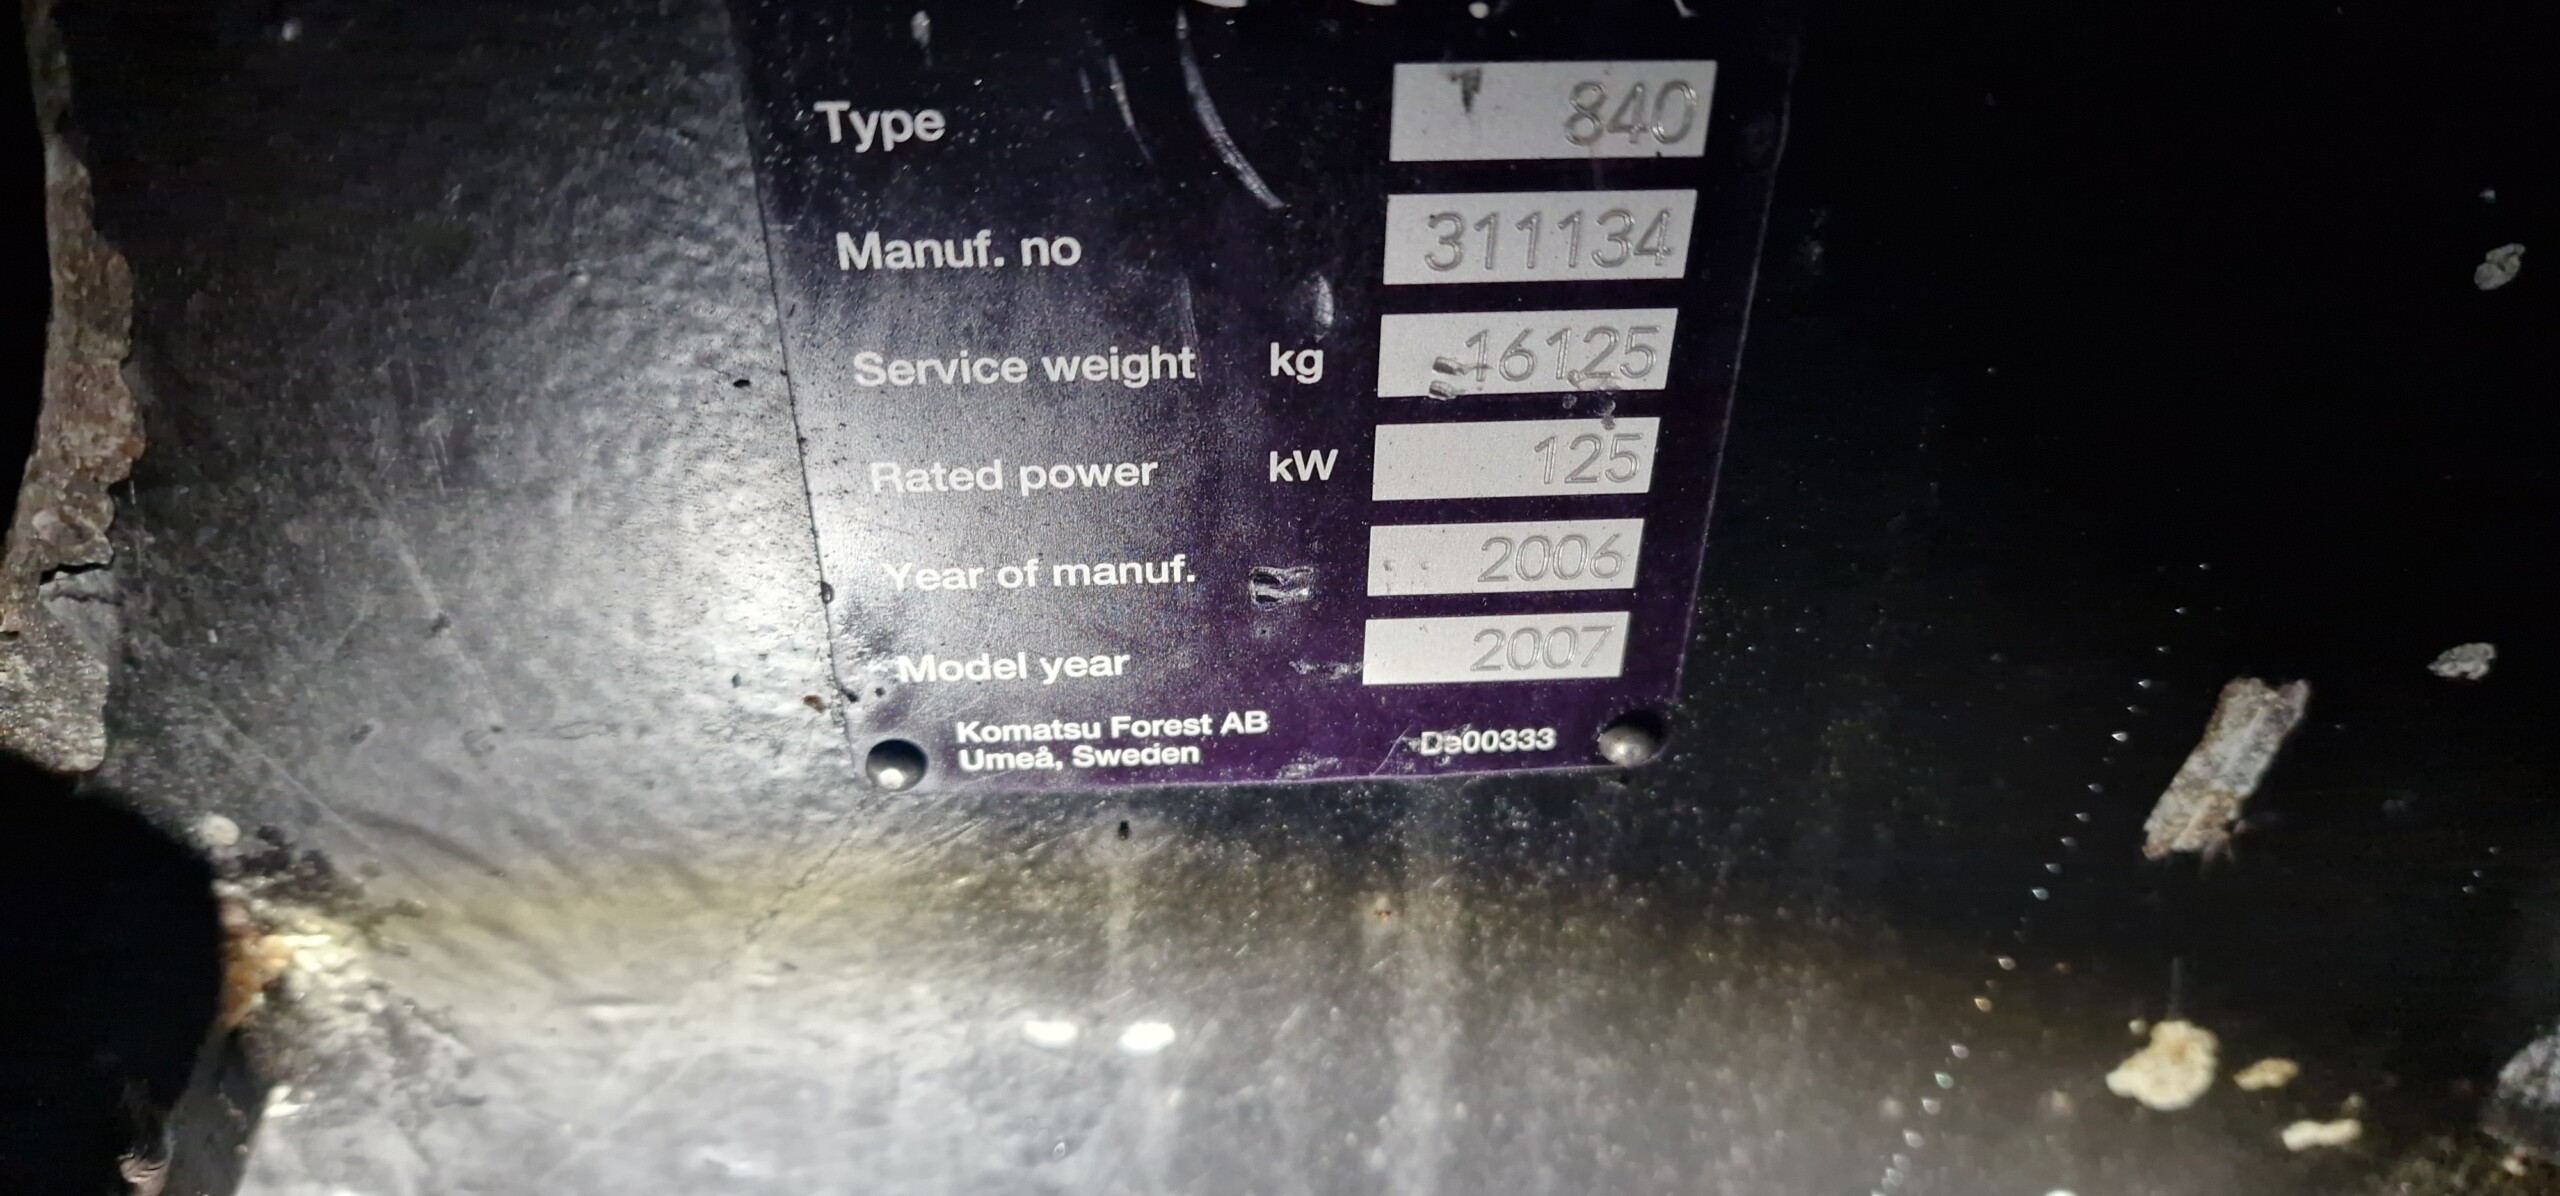 Type 840
Manuf. no 311134
Service weight kg 16125
Rated power kW 125
Year of manuf. 2006
Model year 2007
Komatsu Forest AB
Umeå, Sweden
De00333